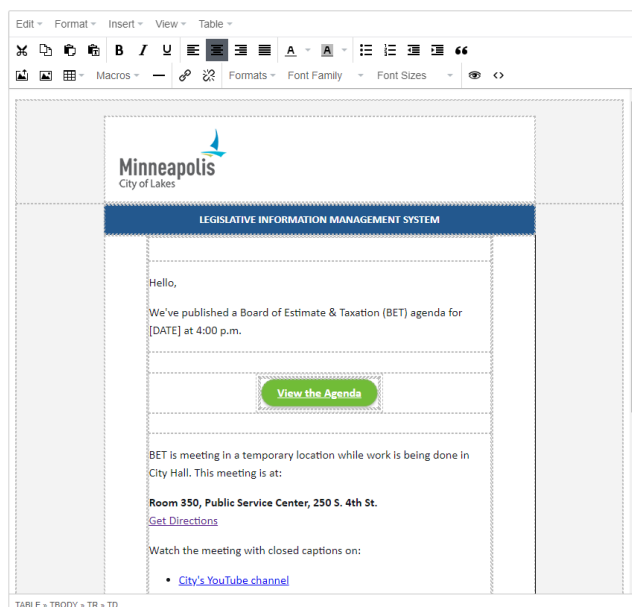 Edit Format Insert View Table
B I U A A
Macros Formats Font Family Font Sizes
Minneapolis
City of Lakes
LEGISLATIVE INFORMATION MANAGEMENT SYSTEM
Hello,
We've published a Board of Estimate & Taxation (BET) agenda for
[DATE] at 4:00 p.m.
View the Agenda
BET is meeting in a temporary location while work is being done in
City Hall. This meeting is at:
Room 350, Public Service Center, 250 S. 4th St.
Get Directions
Watch the meeting with closed captions on:
• City's YouTube channel
TABLE » TBODY » TR » TD